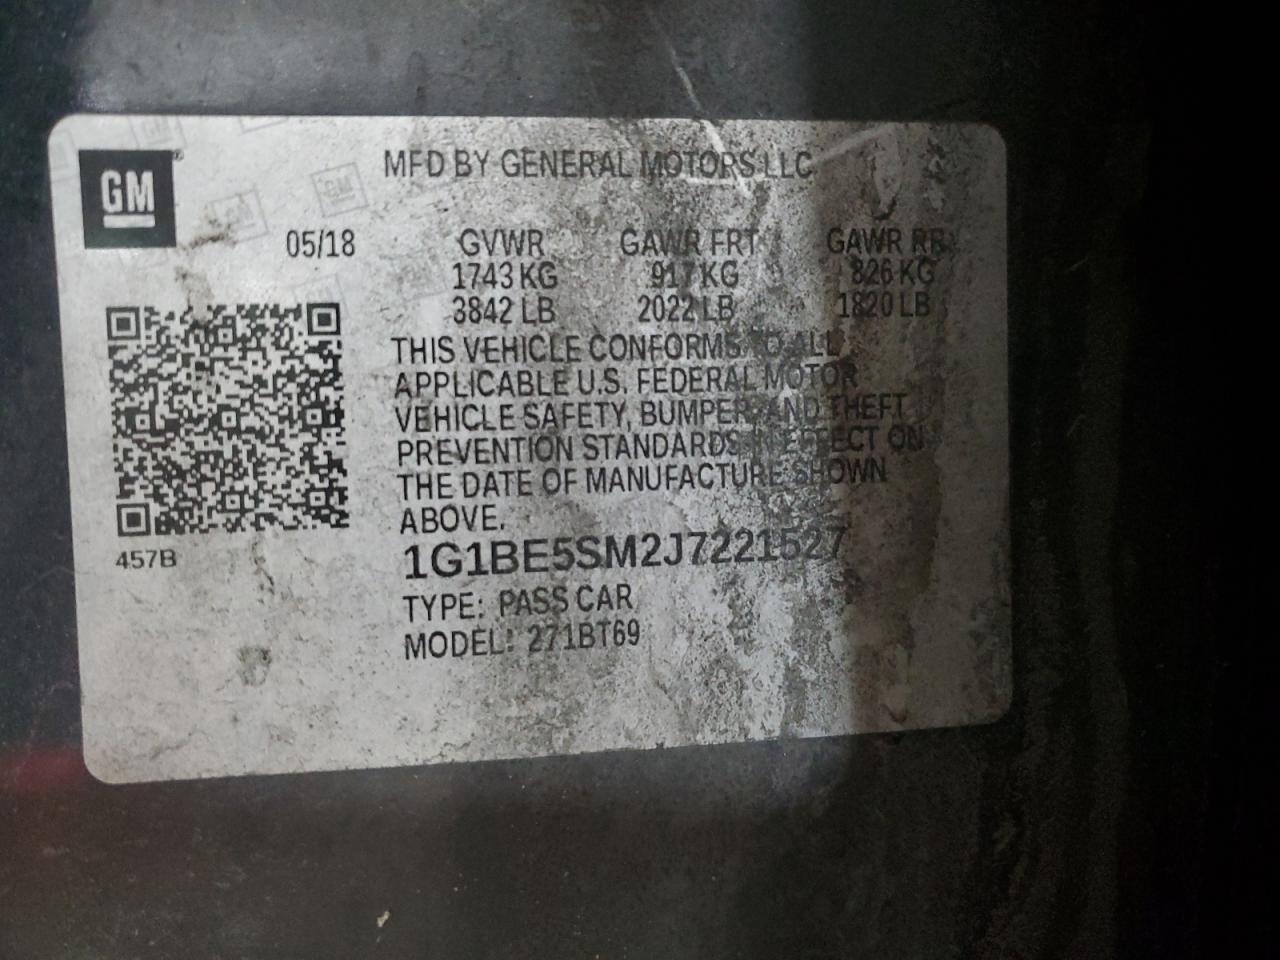 GM
MFD BY GENERAL MOTORS LLC
05/18 GVWR GAWR FRT GAWR RR
1743 KG 917 KG 826 KG
3842 LB 2022 LB 1820 LB
THIS VEHICLE CONFORMS TO ALL
APPLICABLE U.S. FEDERAL MOTOR
VEHICLE SAFETY, BUMPER AND THEFT
PREVENTION STANDARDS IN EFFECT ON
THE DATE OF MANUFACTURE SHOWN
ABOVE.
1G1BE5SM2J7221527
457B
TYPE: PASS CAR
MODEL: 271BT69